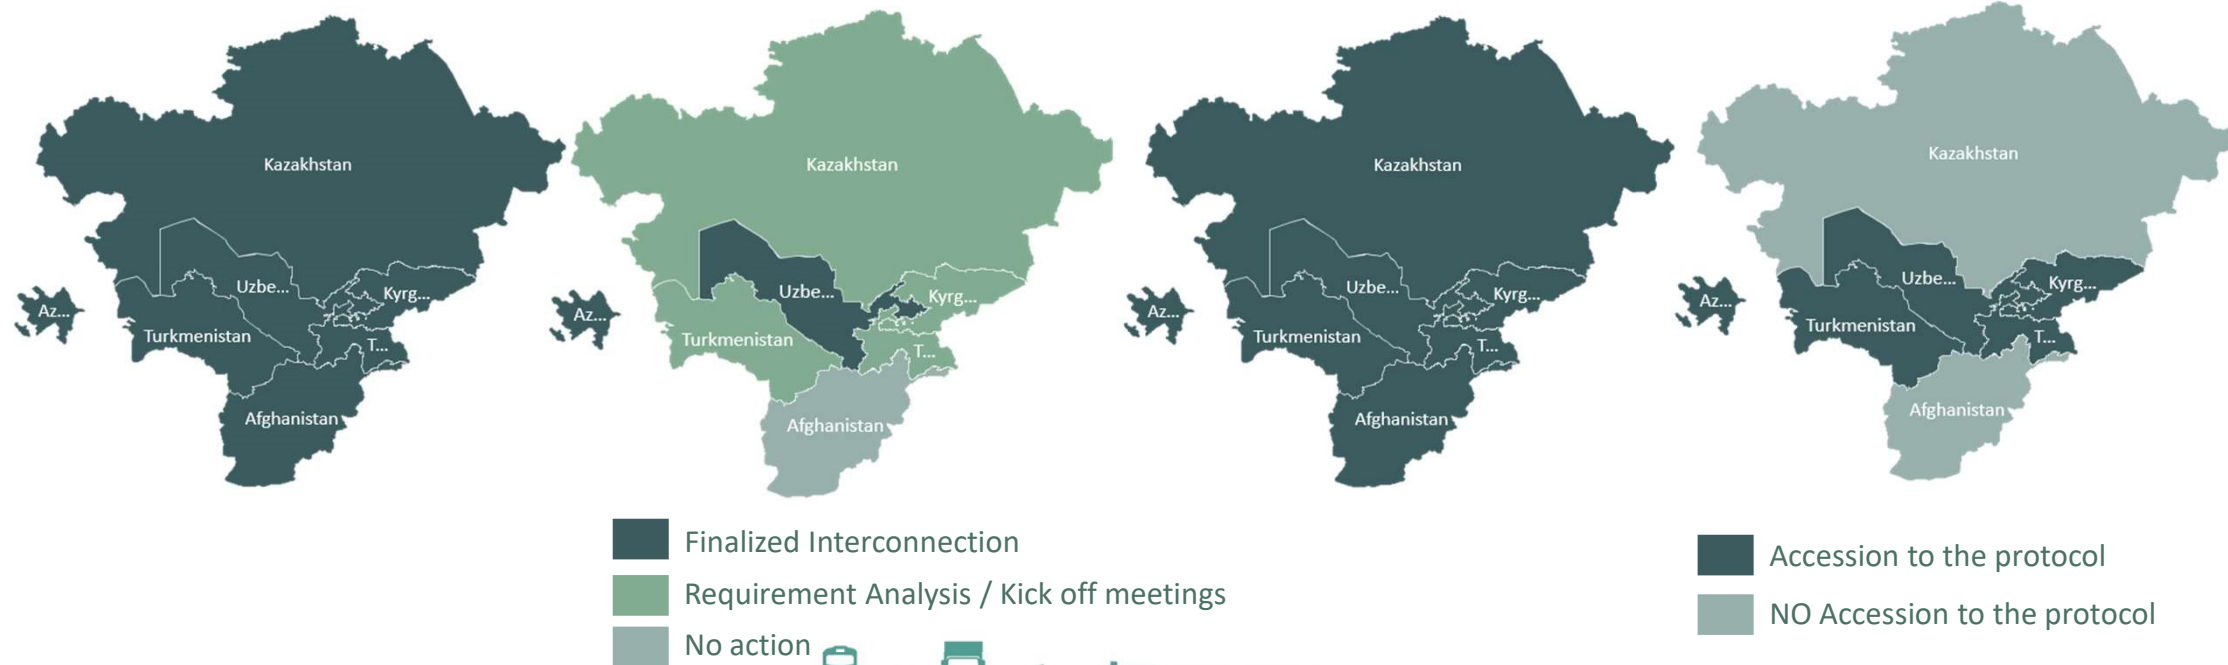 Kazakhstan
Uzbe...
Kyrg...
Az...
Turkmenistan
T...
Afghanistan
Kazakhstan
Uzbe...
Kyrg...
Az...
Turkmenistan
T...
Afghanistan
Kazakhstan
Uzbe...
Kyrg...
Az...
Turkmenistan
T...
Afghanistan
Kazakhstan
Uzbe...
Kyrg...
Az...
Turkmenistan
T...
Afghanistan
Finalized Interconnection
Requirement Analysis / Kick off meetings
No action
Accession to the protocol
NO Accession to the protocol